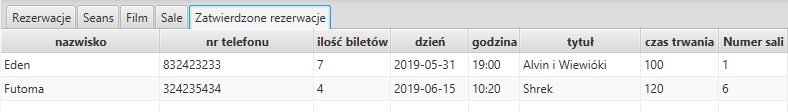 Rezerwacje Seans Film Sale Zatwierdzone rezerwacje
nazwisko nr telefonu ilość biletów dzień godzina tytuł czas trwania Numer sali
Eden 832423233 7 2019-05-31 19:00 Alvin i Wiewióki 100 1
Futoma 324235434 4 2019-06-15 10:20 Shrek 120 6